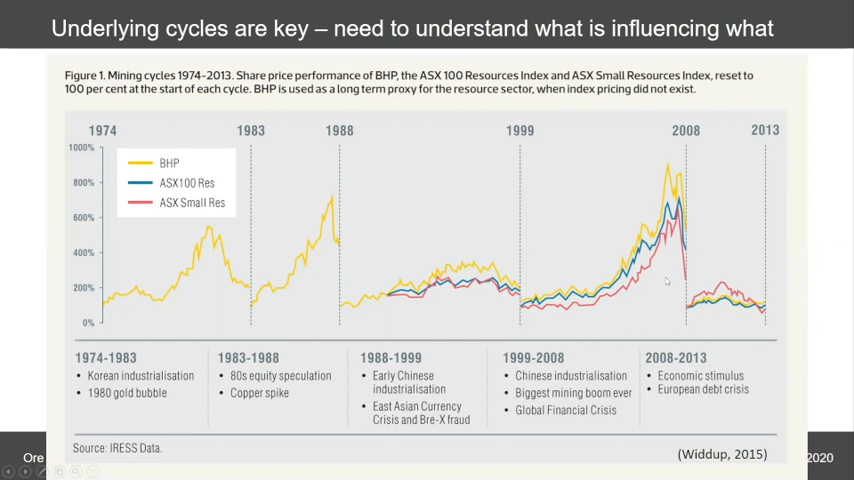 Underlying cycles are key – need to understand what is influencing what
Figure 1. Mining cycles 1974–2013. Share price performance of BHP, the ASX 100 Resources Index and ASX Small Resources Index, reset to
100 per cent at the start of each cycle. BHP is used as a long term proxy for the resource sector, when index pricing did not exist.
1974 1983 1988 1999 2008 2013
1000%
800%
600%
400%
200%
0%
BHP
ASX100 Res
ASX Small Res
1974-1983
• Korean industrialisation
• 1980 gold bubble
1983-1988
• 80s equity speculation
• Copper spike
1988-1999
• Early Chinese
industrialisation
• East Asian Currency
Crisis and Bre-X fraud
1999-2008
• Chinese industrialisation
• Biggest mining boom ever
• Global Financial Crisis
2008-2013
• Economic stimulus
• European debt crisis
Source: IRESS Data.
(Widdup, 2015)
Ore
2020